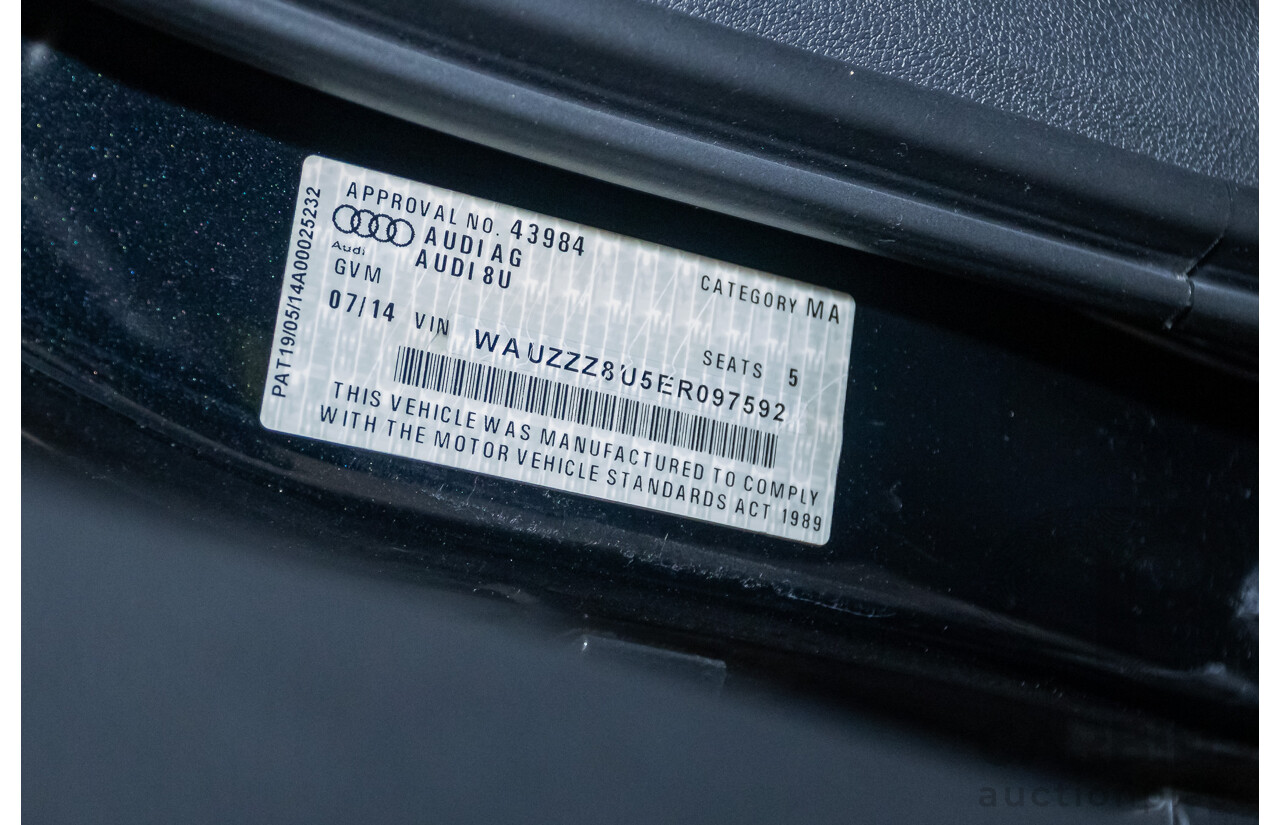 PAT19/05/14A00025232
APPROVAL NO. 43984
Audi
AUDI AG
AUDI 8U
CATEGORY MA
GVM
07/14
SEATS 5
VIN WAUZZZ8U5ER097592
THIS VEHICLE WAS MANUFACTURED TO COMPLY
WITH THE MOTOR VEHICLE STANDARDS ACT 1989